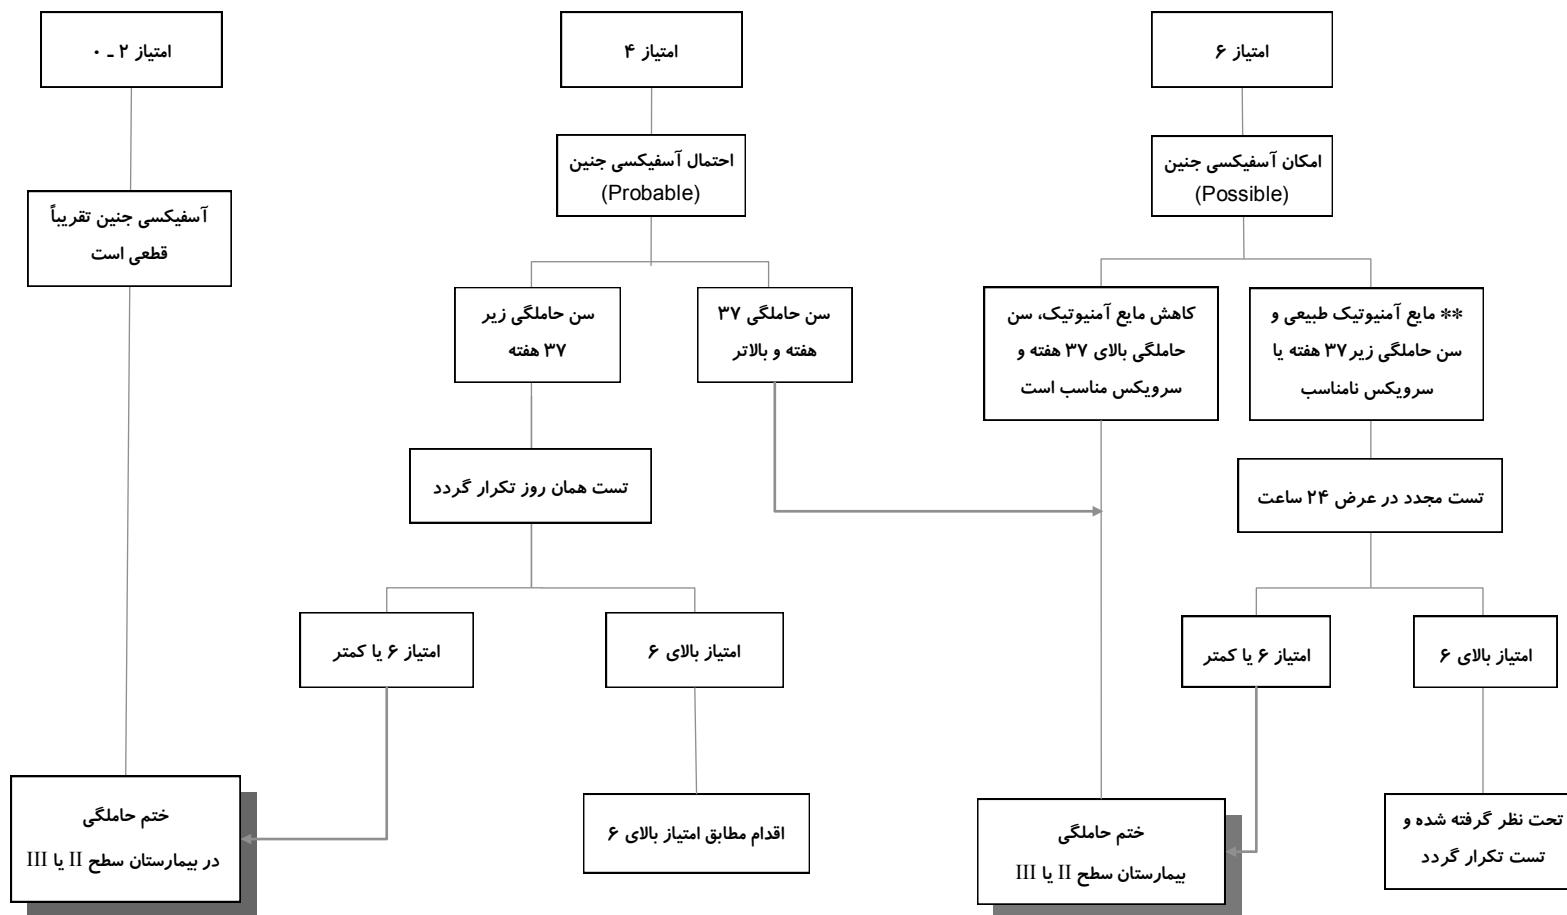 امتیاز ۶
امکان آسفیکسی جنین
(Possible)
** مایع آمنیوتیک طبیعی و
سن حاملگی زیر ۳۷ هفته یا
سرویکس نامناسب
کاهش مایع آمنیوتیک، سن
حاملگی بالای ۳۷ هفته و
سرویکس مناسب است
تست مجدد در عرض ۲۴ ساعت
امتیاز بالای ۶
امتیاز ۶ یا کمتر
تحت نظر گرفته شده و
تست تکرار گردد
ختم حاملگی
بیمارستان سطح II یا III
امتیاز ۴
احتمال آسفیکسی جنین
(Probable)
سن حاملگی ۳۷
هفته و بالاتر
سن حاملگی زیر
۳۷ هفته
تست همان روز تکرار گردد
امتیاز بالای ۶
امتیاز ۶ یا کمتر
اقدام مطابق امتیاز بالای ۶
امتیاز ۲ ـ ۰
آسفیکسی جنین تقریباً
قطعی است
ختم حاملگی
در بیمارستان سطح II یا III